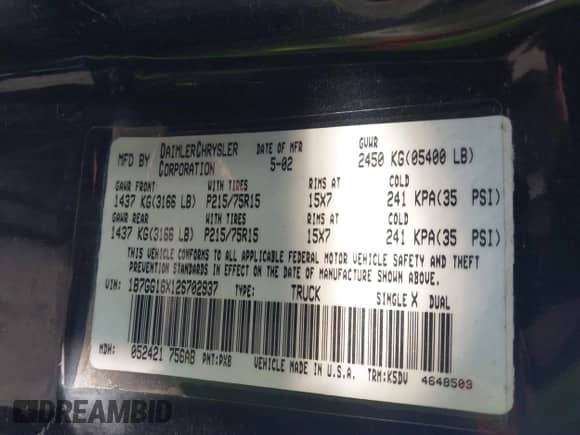 MFD BY DAIMLERCHRYSLER CORPORATION DATE OF MFR 5-02 GVWR 2450 KG(05400 LB)
GAWR FRONT WITH TIRES RIMS AT COLD
1437 KG(3166 LB) P215/75R15 15X7 241 KPA(35 PSI)
GAWR REAR WITH TIRES RIMS AT COLD
1437 KG(3166 LB) P215/75R15 15X7 241 KPA(35 PSI)
THIS VEHICLE CONFORMS TO ALL APPLICABLE FEDERAL MOTOR VEHICLE SAFETY AND THEFT
PREVENTION STANDARDS IN EFFECT ON THE DATE OF MANUFACTURE SHOWN ABOVE.
VIN: 1B7GG16X12S702937 TYPE: TRUCK SINGLE X DUAL
MDH: 052421 756AB PNT:PXB VEHICLE MADE IN U.S.A. TRM:K5DV 4648503
DREAMBID